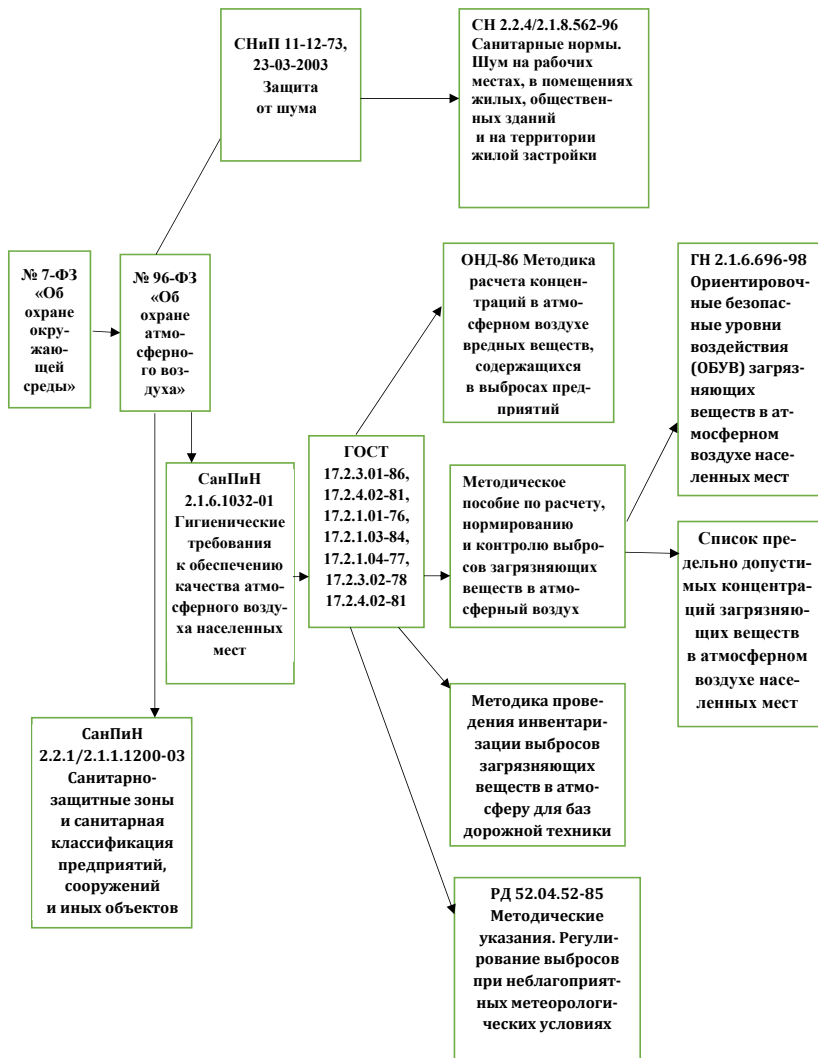 СНиП 11-12-73,
23-03-2003
Защита
от шума
СН 2.2.4/2.1.8.562-96
Санитарные нормы.
Шум на рабочих
местах, в помещениях
жилых, обществен-
ных зданий
и на территории
жилой застройки
№ 7-ФЗ
«Об
охране
окру-
жаю-
щей
среды»
№ 96-ФЗ
«Об
охране
атмо-
сферно-
го воз-
духа»
ОНД-86 Методика
расчета концен-
траций в атмо-
сферном воздухе
вредных веществ,
содержащихся
в выбросах пред-
приятий
ГН 2.1.6.696-98
Ориентировоч-
ные безопас-
ные уровни
воздействия
(ОБУВ) загряз-
няющих
веществ в ат-
мосферном
воздухе насе-
ленных мест
СанПиН
2.1.6.1032-01
Гигиенические
требования
к обеспечению
качества атмо-
сферного возду-
ха населенных
мест
ГОСТ
17.2.3.01-86,
17.2.4.02-81,
17.2.1.01-76,
17.2.1.03-84,
17.2.1.04-77,
17.2.3.02-78
17.2.4.02-81
Методическое
пособие по расчету,
нормированию
и контролю выбро-
сов загрязняющих
веществ в атмо-
сферный воздух
Список пре-
дельно допус-
тимых концентра-
ций загрязняю-
щих веществ
в атмосферном
воздухе насе-
ленных мест
СанПиН
2.2.1/2.1.1.1200-03
Санитарно-
защитные зоны
и санитарная
классификация
предприятий,
сооружений
и иных объектов
Методика прове-
дения инвентари-
зации выбросов
загрязняющих
веществ в атмо-
сферу для баз
дорожной техники
РД 52.04.52-85
Методические
указания. Регули-
рование выбросов
при неблагоприят-
ных метеорологи-
ческих условиях